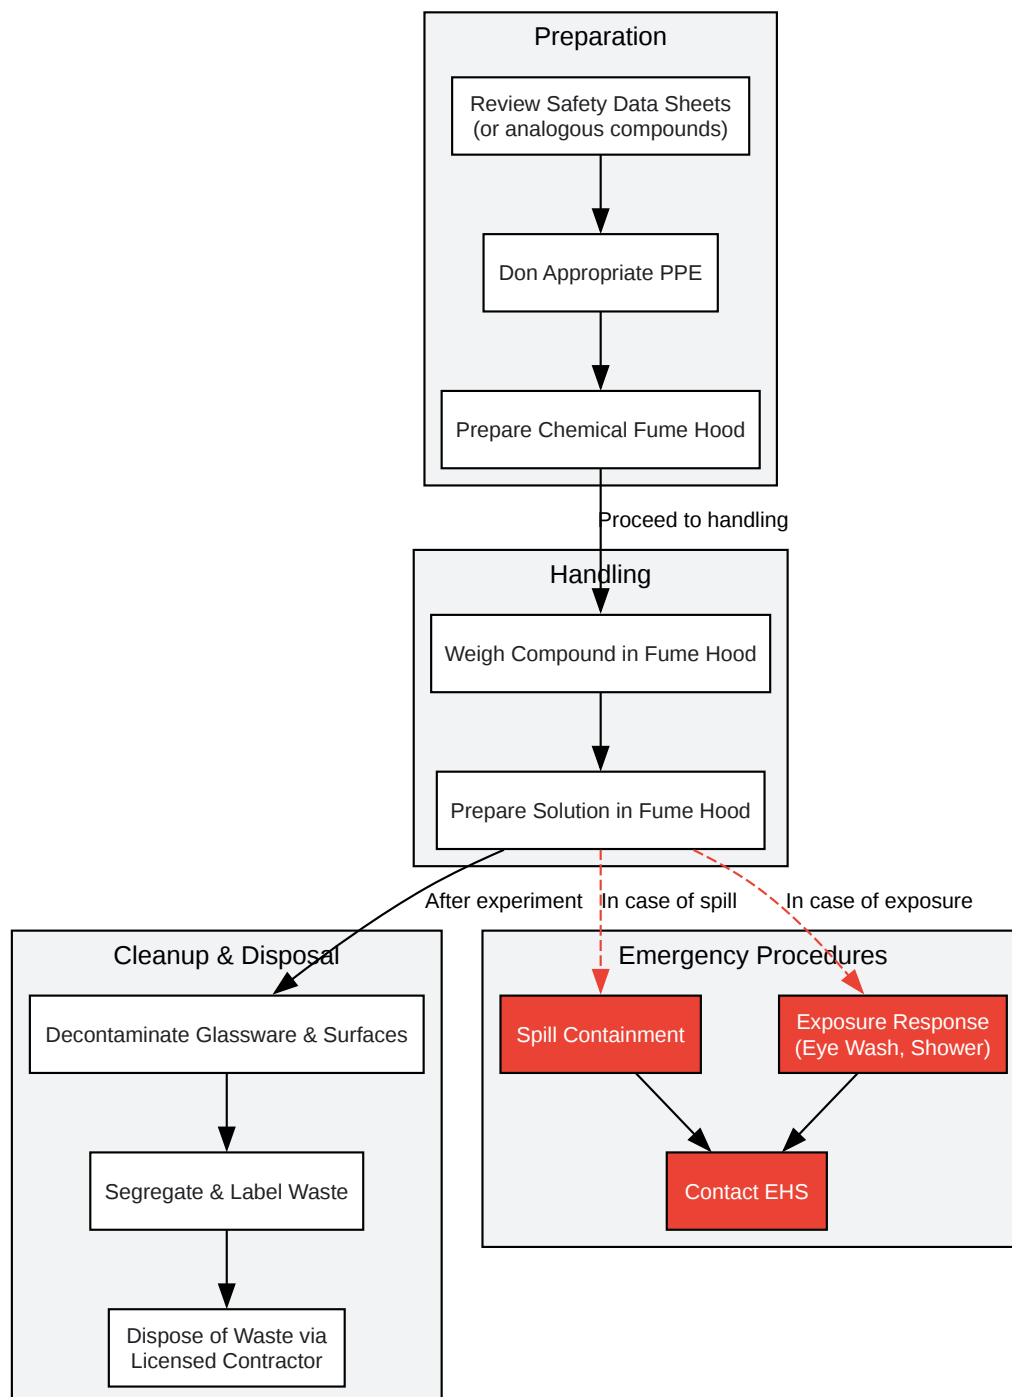 Preparation
Review Safety Data Sheets
(or analogous compounds)
Don Appropriate PPE
Prepare Chemical Fume Hood
Proceed to handling
Handling
Weigh Compound in Fume Hood
Prepare Solution in Fume Hood
After experiment
In case of spill
In case of exposure
Cleanup & Disposal
Decontaminate Glassware & Surfaces
Segregate & Label Waste
Dispose of Waste via
Licensed Contractor
Emergency Procedures
Spill Containment
Exposure Response
(Eye Wash, Shower)
Contact EHS